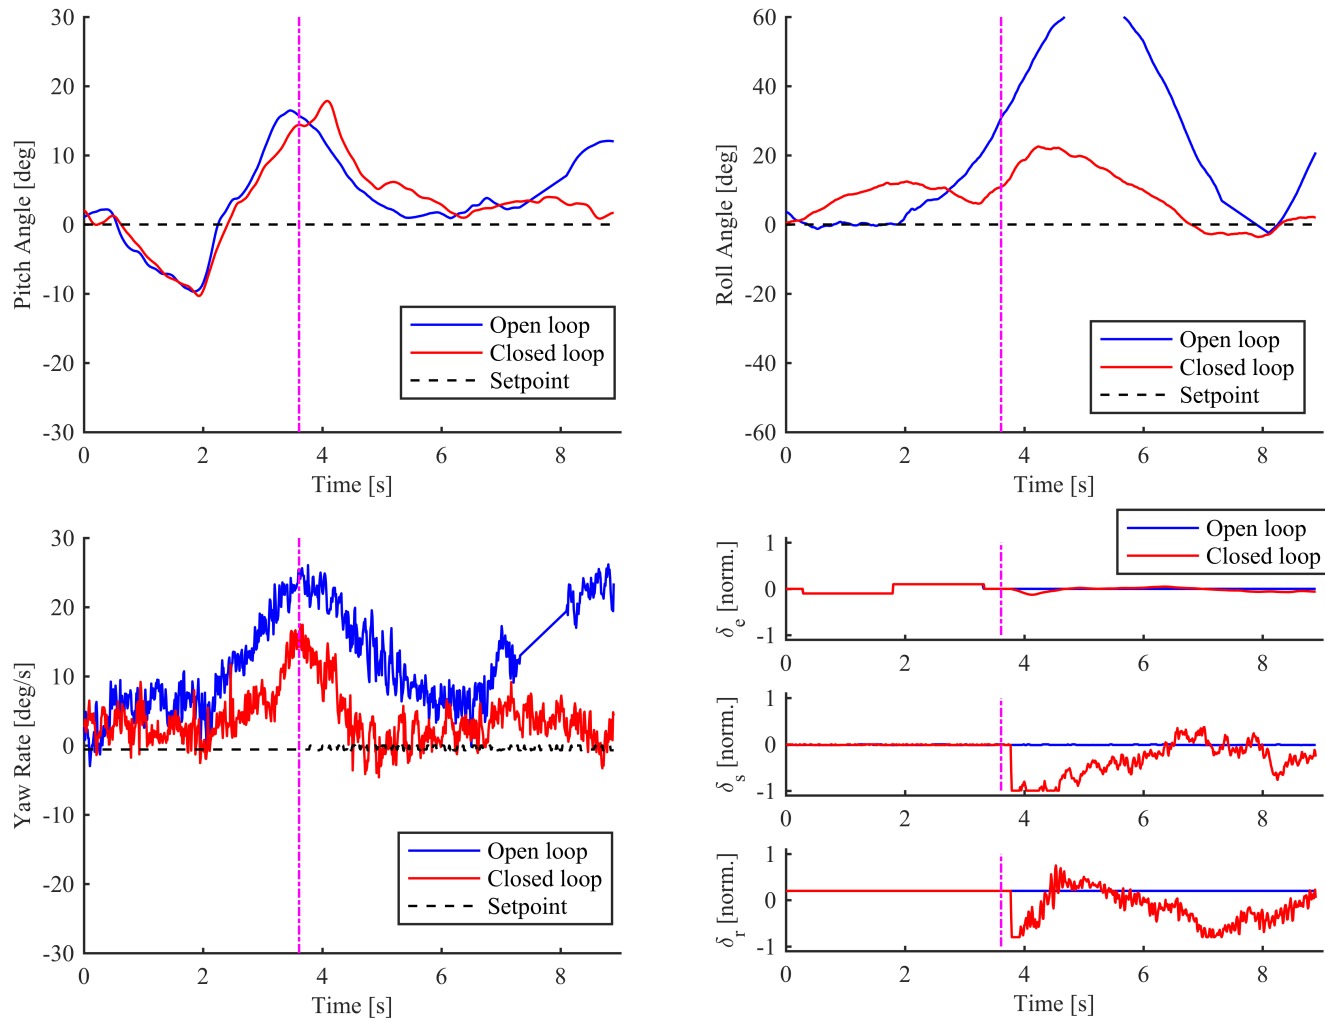 30
20
10
0
-10
-20
-30
Pitch Angle [deg]
Open loop
Closed loop
Setpoint
0 2 4 6 8
Time [s]
60
40
20
0
-20
-40
-60
Roll Angle [deg]
Open loop
Closed loop
Setpoint
0 2 4 6 8
Time [s]
30
20
10
0
-10
-20
-30
Yaw Rate [deg/s]
Open loop
Closed loop
Setpoint
0 2 4 6 8
Time [s]
Open loop
Closed loop
1
0
-1
δe [norm.]
0 2 4 6 8
1
0
-1
δs [norm.]
0 2 4 6 8
1
0
-1
δr [norm.]
0 2 4 6 8
Time [s]